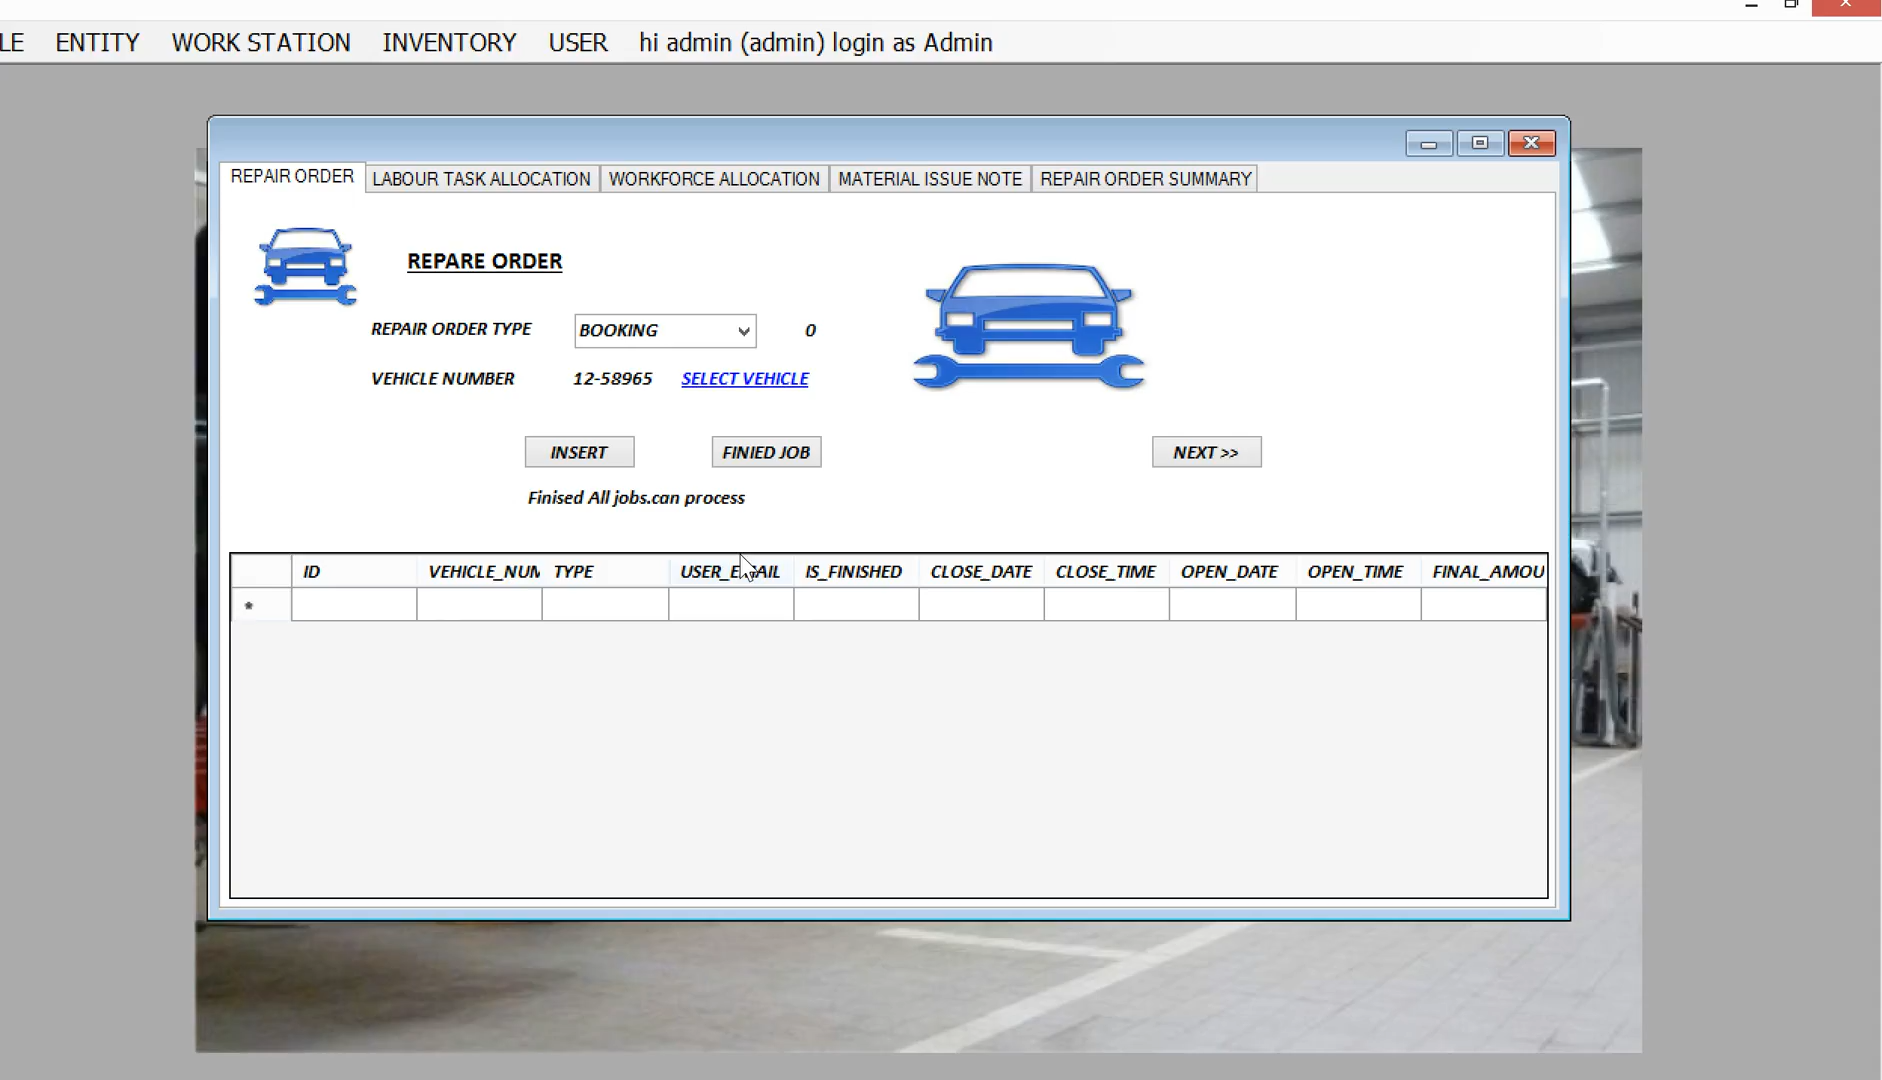 LE ENTITY WORK STATION INVENTORY USER hi admin (admin) login as Admin
REPAIR ORDER LABOUR TASK ALLOCATION WORKFORCE ALLOCATION MATERIAL ISSUE NOTE REPAIR ORDER SUMMARY
REPARE ORDER
REPAIR ORDER TYPE BOOKING 0
VEHICLE NUMBER 12-58965 SELECT VEHICLE
INSERT FINIED JOB NEXT >>
Finised All jobs.can process
ID VEHICLE_NUM TYPE USER_EMAIL IS_FINISHED CLOSE_DATE CLOSE_TIME OPEN_DATE OPEN_TIME FINAL_AMOU
*